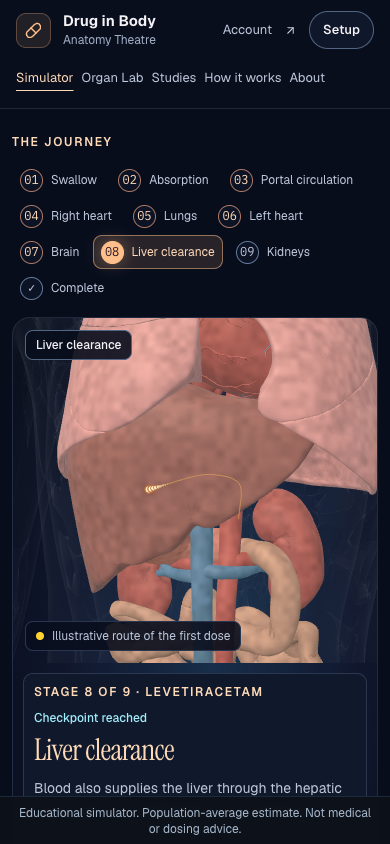 Drug in Body
Anatomy Theatre
Account ↗
Setup
Simulator Organ Lab Studies How it works About
THE JOURNEY
01 Swallow 02 Absorption 03 Portal circulation
04 Right heart 05 Lungs 06 Left heart
07 Brain 08 Liver clearance 09 Kidneys
✓ Complete
Liver clearance
Illustrative route of the first dose
STAGE 8 OF 9 · LEVETIRACETAM
Checkpoint reached
Liver clearance
Blood also supplies the liver through the hepatic
Educational simulator. Population-average estimate. Not medical
or dosing advice.